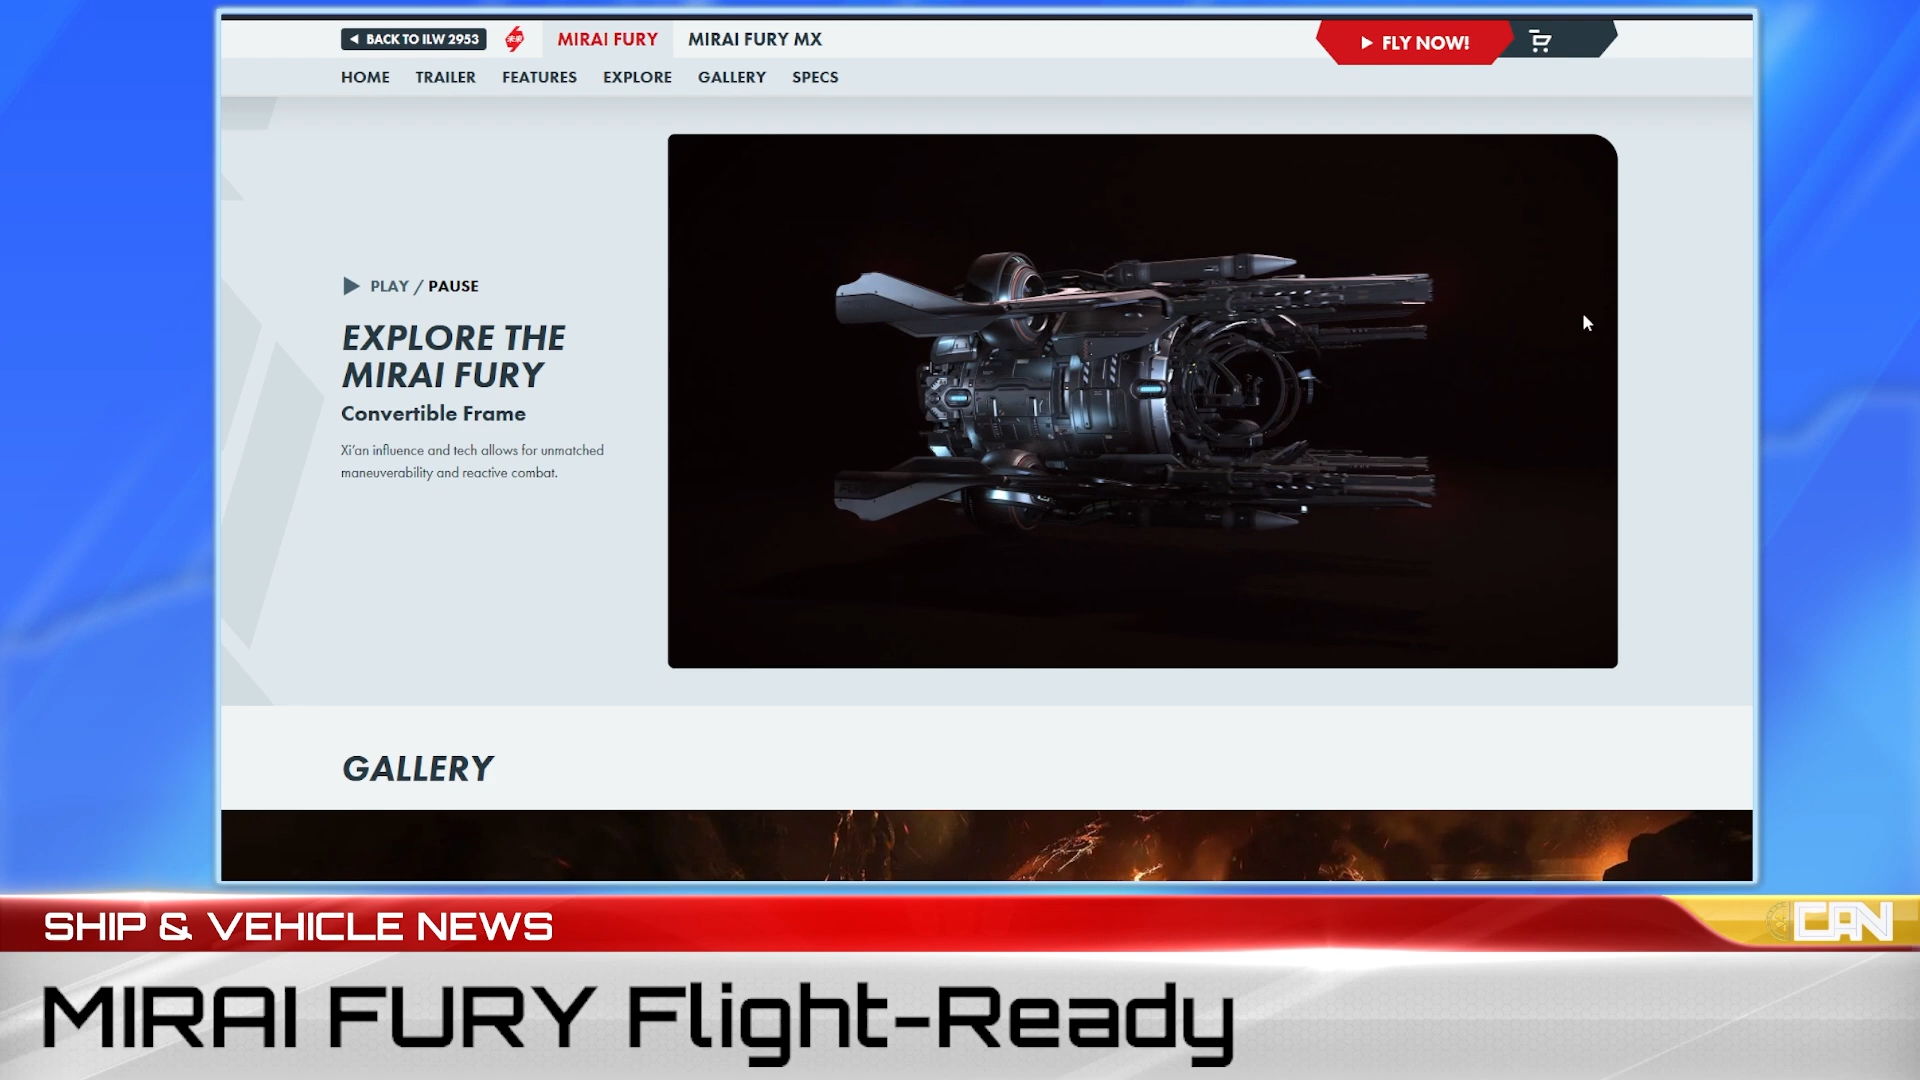 BACK TO ILW 2953
MIRAI FURY
MIRAI FURY MX
FLY NOW!
HOME
TRAILER
FEATURES
EXPLORE
GALLERY
SPECS
PLAY / PAUSE
EXPLORE THE
MIRAI FURY
Convertible Frame
Xi'an influence and tech allows for unmatched
maneuverability and reactive combat.
GALLERY
SHIP & VEHICLE NEWS
CAN
MIRAI FURY Flight-Ready